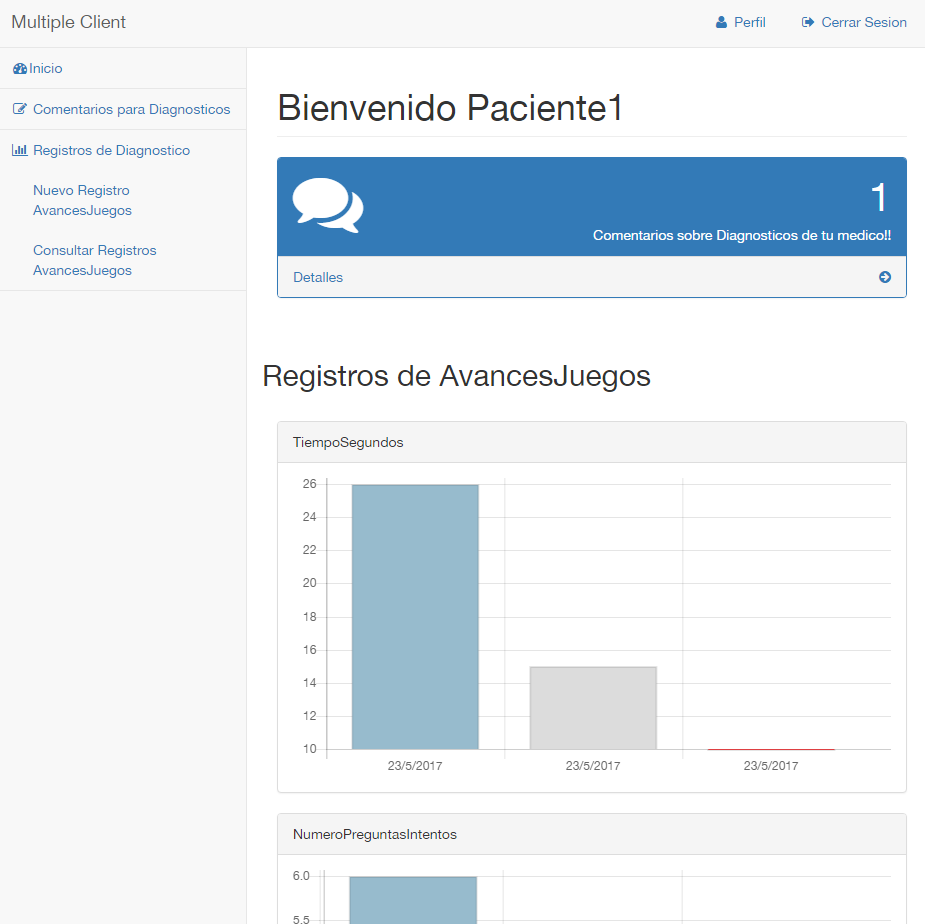 Multiple Client
Perfil
Cerrar Sesion
Inicio
Comentarios para Diagnosticos
Registros de Diagnostico
Nuevo Registro
AvancesJuegos
Consultar Registros
AvancesJuegos
Bienvenido Paciente1
1
Comentarios sobre Diagnosticos de tu medico!!
Detalles
Registros de AvancesJuegos
TiempoSegundos
26
24
22
20
18
16
14
12
10
23/5/2017 23/5/2017 23/5/2017
NumeroPreguntasIntentos
6.0
5.5